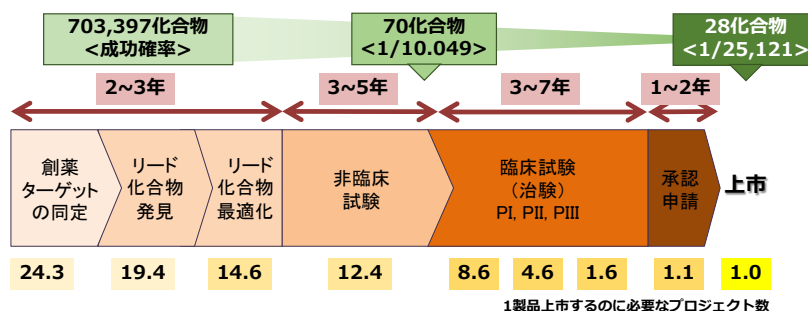 703,397化合物
<成功確率>
70化合物
<1/10.049>
28化合物
<1/25,121>
2~3年
3~5年
3~7年
1~2年
創薬
ターゲット
の同定
リード
化合物
発見
リード
化合物
最適化
非臨床
試験
臨床試験
（治験）
PI, PII, PIII
承認
申請
上市
24.3
19.4
14.6
12.4
8.6
4.6
1.6
1.1
1.0
1製品上市するのに必要なプロジェクト数